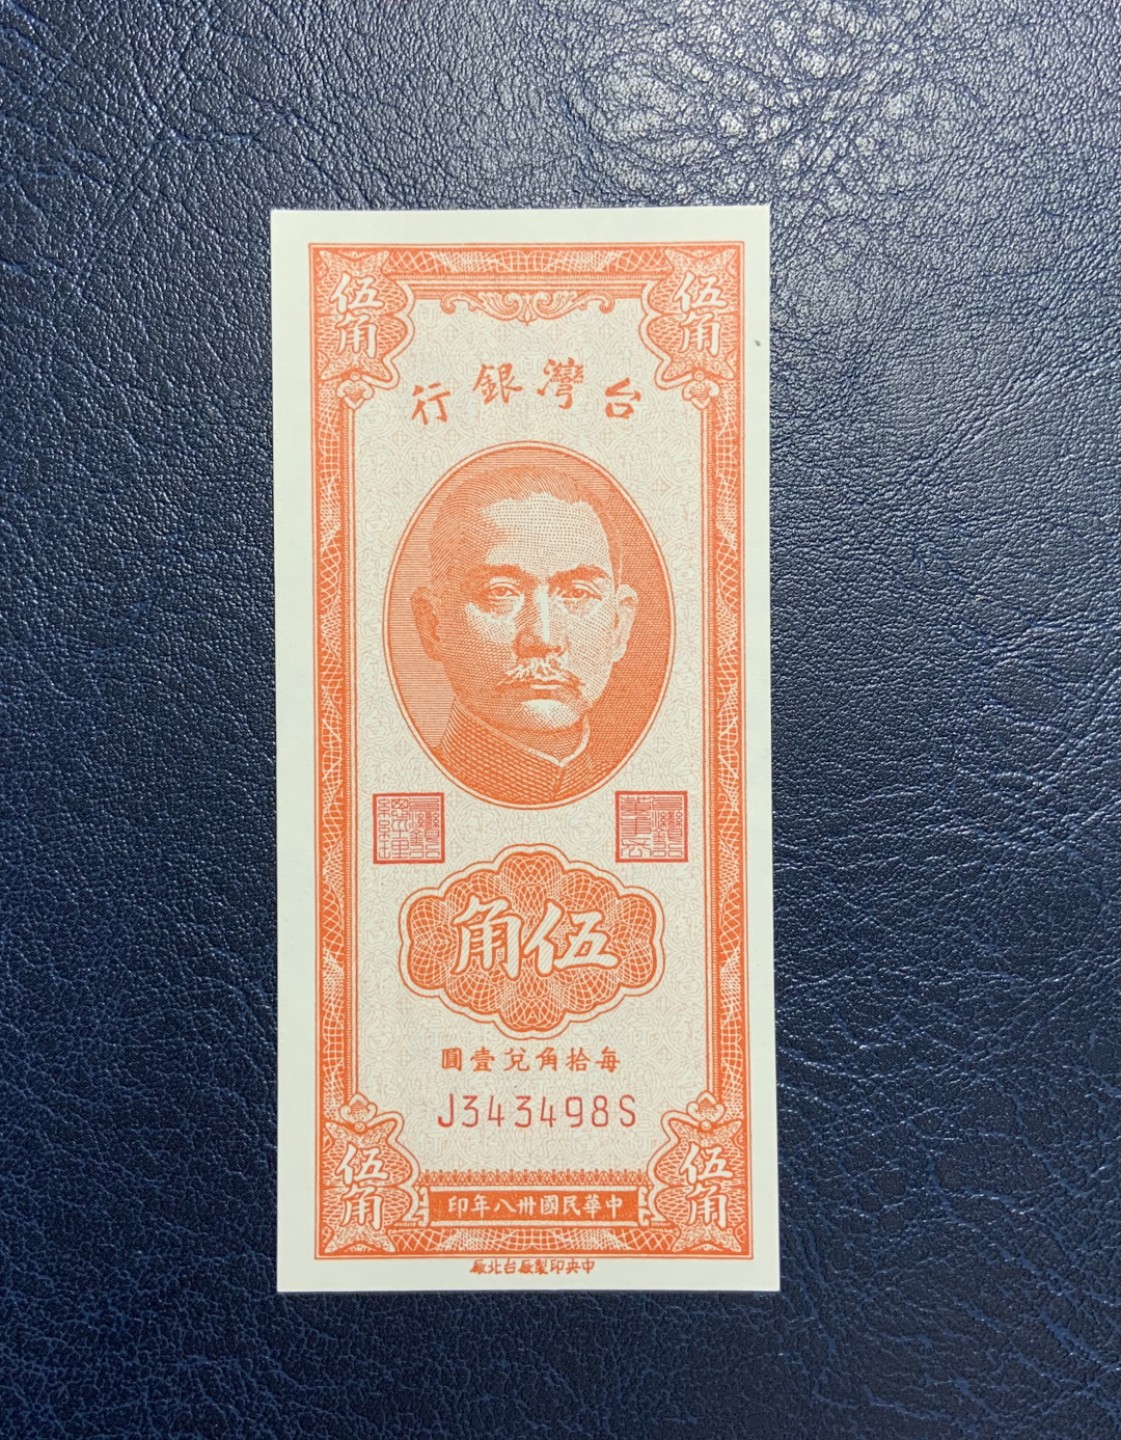 伍角
伍角
台灣銀行
伍角
每拾角兌壹圓
J343498S
伍角
伍角
中華民國卅八年印
中央印製廠台北廠